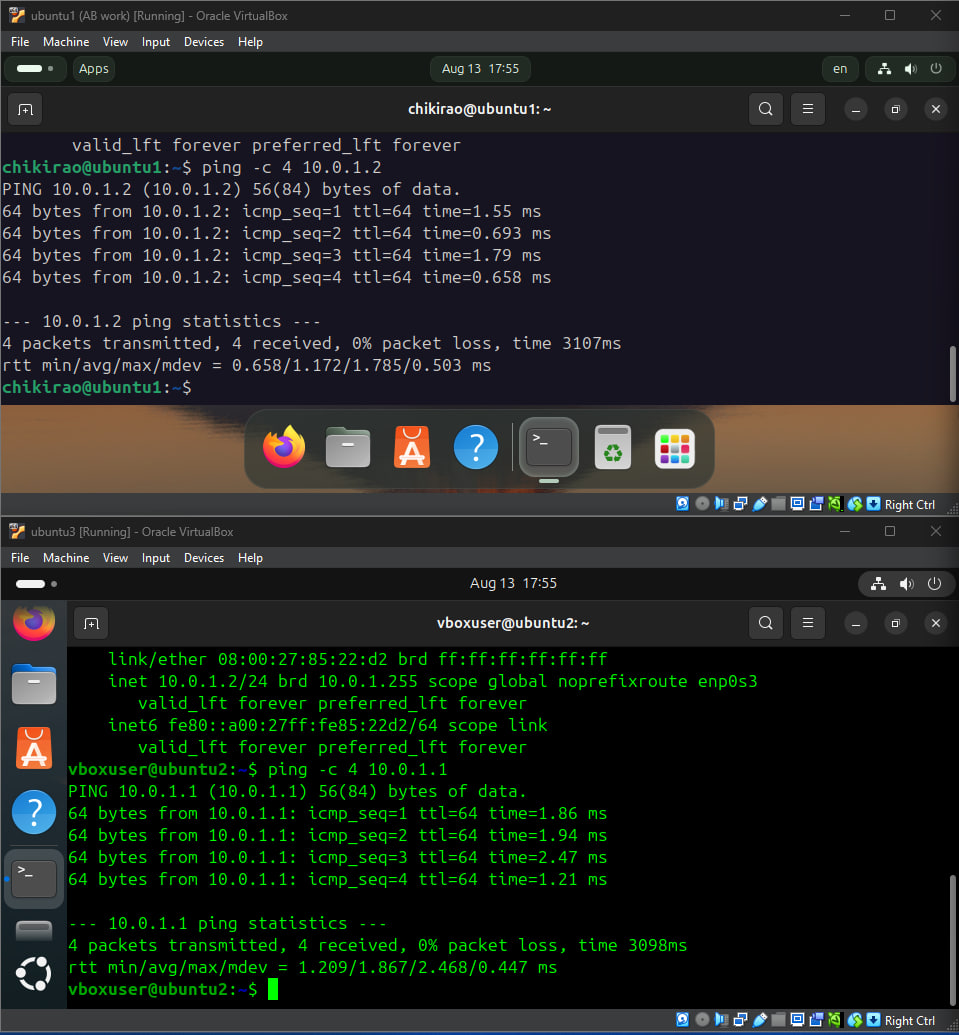 ubuntu1 (AB work) [Running] - Oracle VirtualBox
File Machine View Input Devices Help
Apps Aug 13 17:55 en
chikirao@ubuntu1: ~
valid_lft forever preferred_lft forever
chikirao@ubuntu1:~$ ping -c 4 10.0.1.2
PING 10.0.1.2 (10.0.1.2) 56(84) bytes of data.
64 bytes from 10.0.1.2: icmp_seq=1 ttl=64 time=1.55 ms
64 bytes from 10.0.1.2: icmp_seq=2 ttl=64 time=0.693 ms
64 bytes from 10.0.1.2: icmp_seq=3 ttl=64 time=1.79 ms
64 bytes from 10.0.1.2: icmp_seq=4 ttl=64 time=0.658 ms
--- 10.0.1.2 ping statistics ---
4 packets transmitted, 4 received, 0% packet loss, time 3107ms
rtt min/avg/max/mdev = 0.658/1.172/1.785/0.503 ms
chikirao@ubuntu1:~$
Right Ctrl
ubuntu3 [Running] - Oracle VirtualBox
File Machine View Input Devices Help
Aug 13 17:55
vboxuser@ubuntu2: ~
link/ether 08:00:27:85:22:d2 brd ff:ff:ff:ff:ff:ff
inet 10.0.1.2/24 brd 10.0.1.255 scope global noprefixroute enp0s3
valid_lft forever preferred_lft forever
inet6 fe80::a00:27ff:fe85:22d2/64 scope link
valid_lft forever preferred_lft forever
vboxuser@ubuntu2:~$ ping -c 4 10.0.1.1
PING 10.0.1.1 (10.0.1.1) 56(84) bytes of data.
64 bytes from 10.0.1.1: icmp_seq=1 ttl=64 time=1.86 ms
64 bytes from 10.0.1.1: icmp_seq=2 ttl=64 time=1.94 ms
64 bytes from 10.0.1.1: icmp_seq=3 ttl=64 time=2.47 ms
64 bytes from 10.0.1.1: icmp_seq=4 ttl=64 time=1.21 ms
--- 10.0.1.1 ping statistics ---
4 packets transmitted, 4 received, 0% packet loss, time 3098ms
rtt min/avg/max/mdev = 1.209/1.867/2.468/0.447 ms
vboxuser@ubuntu2:~$
Right Ctrl